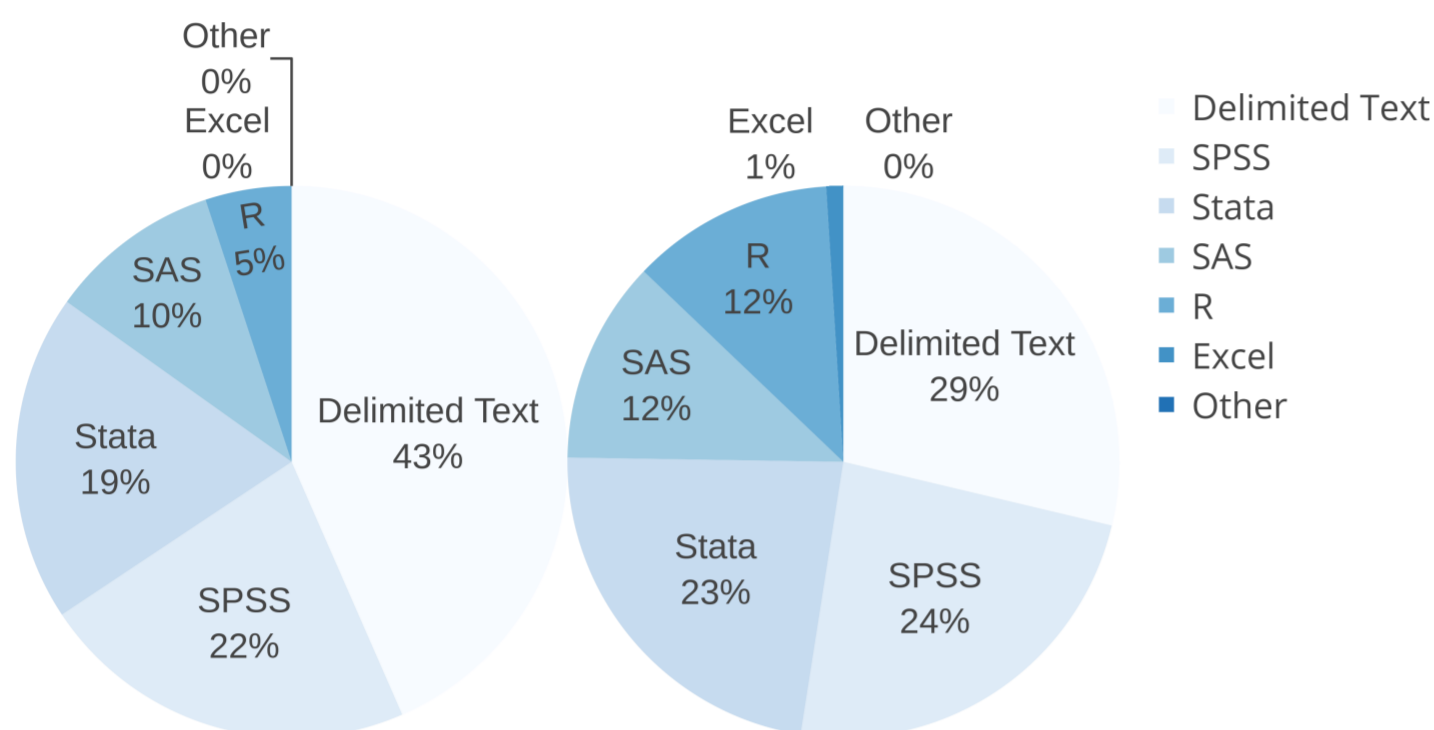 Other
0%
Excel
0%
R
5%
SAS
10%
Stata
19%
SPSS
22%
Delimited Text
43%
Excel
1%
Other
0%
R
12%
SAS
12%
Stata
23%
SPSS
24%
Delimited Text
29%
Delimited Text
SPSS
Stata
SAS
R
Excel
Other